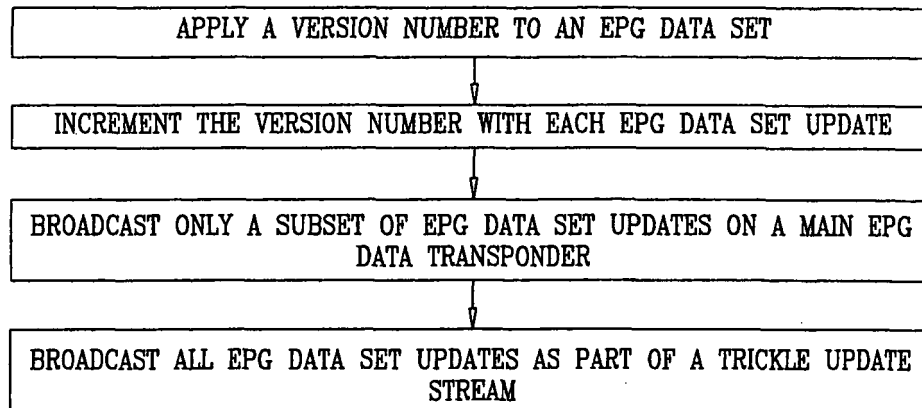 APPLY A VERSION NUMBER TO AN EPG DATA SET
INCREMENT THE VERSION NUMBER WITH EACH EPG DATA SET UPDATE
BROADCAST ONLY A SUBSET OF EPG DATA SET UPDATES ON A MAIN EPG
DATA TRANSPONDER
BROADCAST ALL EPG DATA SET UPDATES AS PART OF A TRICKLE UPDATE
STREAM